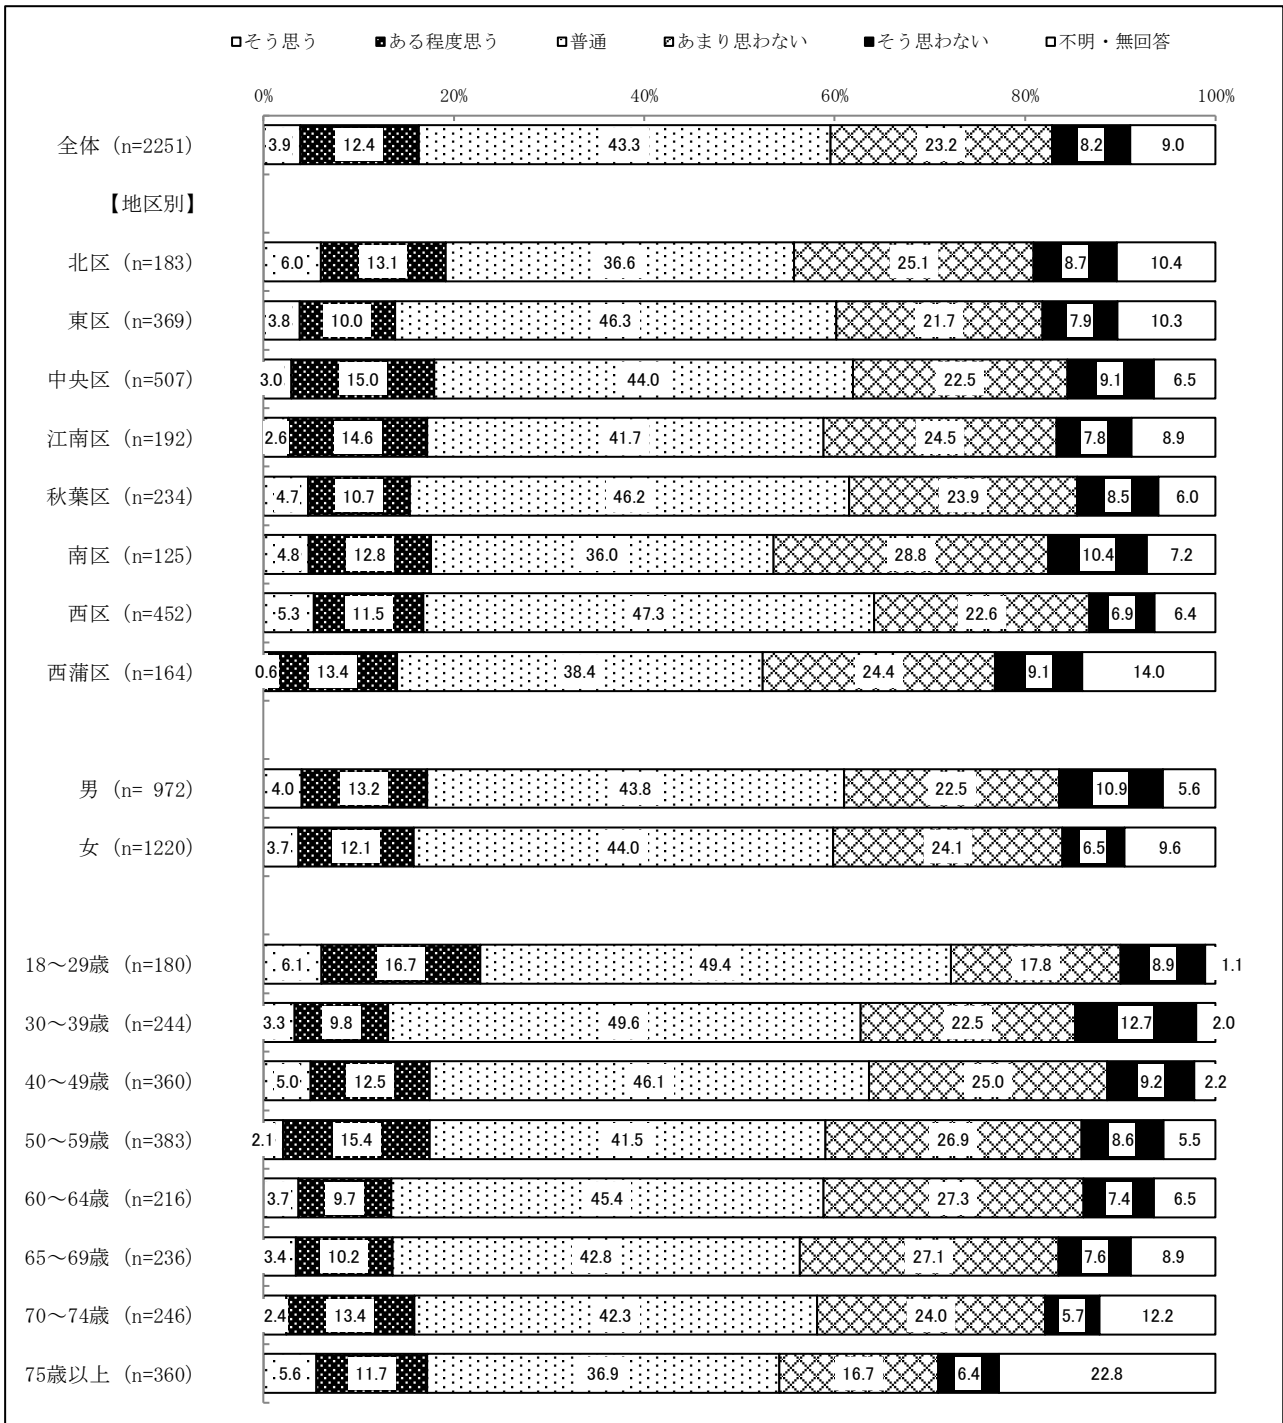 そう思う ある程度思う 普通 あまり思わない そう思わない 不明・無回答
0% 20% 40% 60% 80% 100%
全体 (n=2251) 3.9 12.4 43.3 23.2 8.2 9.0
【地区別】
北区 (n=183) 6.0 13.1 36.6 25.1 8.7 10.4
東区 (n=369) 3.8 10.0 46.3 21.7 7.9 10.3
中央区 (n=507) 3.0 15.0 44.0 22.5 9.1 6.5
江南区 (n=192) 2.6 14.6 41.7 24.5 7.8 8.9
秋葉区 (n=234) 4.7 10.7 46.2 23.9 8.5 6.0
南区 (n=125) 4.8 12.8 36.0 28.8 10.4 7.2
西区 (n=452) 5.3 11.5 47.3 22.6 6.9 6.4
西蒲区 (n=164) 0.6 13.4 38.4 24.4 9.1 14.0
男 (n= 972) 4.0 13.2 43.8 22.5 10.9 5.6
女 (n=1220) 3.7 12.1 44.0 24.1 6.5 9.6
18～29歳 (n=180) 6.1 16.7 49.4 17.8 8.9 1.1
30～39歳 (n=244) 3.3 9.8 49.6 22.5 12.7 2.0
40～49歳 (n=360) 5.0 12.5 46.1 25.0 9.2 2.2
50～59歳 (n=383) 2.1 15.4 41.5 26.9 8.6 5.5
60～64歳 (n=216) 3.7 9.7 45.4 27.3 7.4 6.5
65～69歳 (n=236) 3.4 10.2 42.8 27.1 7.6 8.9
70～74歳 (n=246) 2.4 13.4 42.3 24.0 5.7 12.2
75歳以上 (n=360) 5.6 11.7 36.9 16.7 6.4 22.8